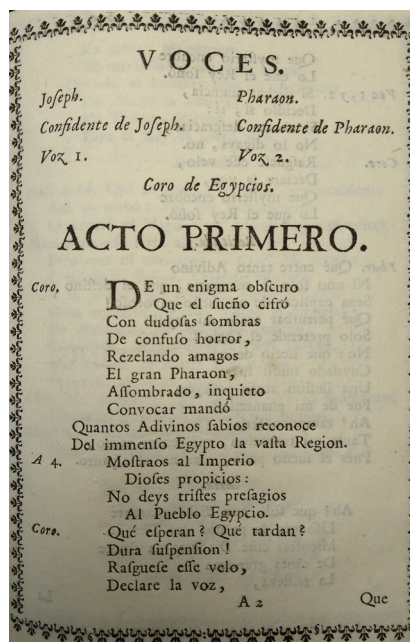 VOCES.
Joſeph. Pharaon.
Confidente de Joſeph. Confidente de Pharaon.
Voz 1. Voz 2.
Coro de Egypcios.
ACTO PRIMERO.
Coro. DE un enigma obſcuro
Que el ſueño cifró
Con dudoſas ſombras
De confuſo horror,
Rezelando amagos
El gran Pharaon,
Aſſombrado, inquieto
Convocar mandó
Quantos Adivinos ſabios reconoce
Del immenſo Egypto la vaſta Region.
A 4. Moſtraos al Imperio
Dioſes propicios:
No deys triſtes preſagios
Al Pueblo Egypcio.
Coro. Qué eſperan? Qué tardan?
Dura ſuſpenſion!
Raſgueſe eſſe velo,
Declare la voz,
A 2 Que